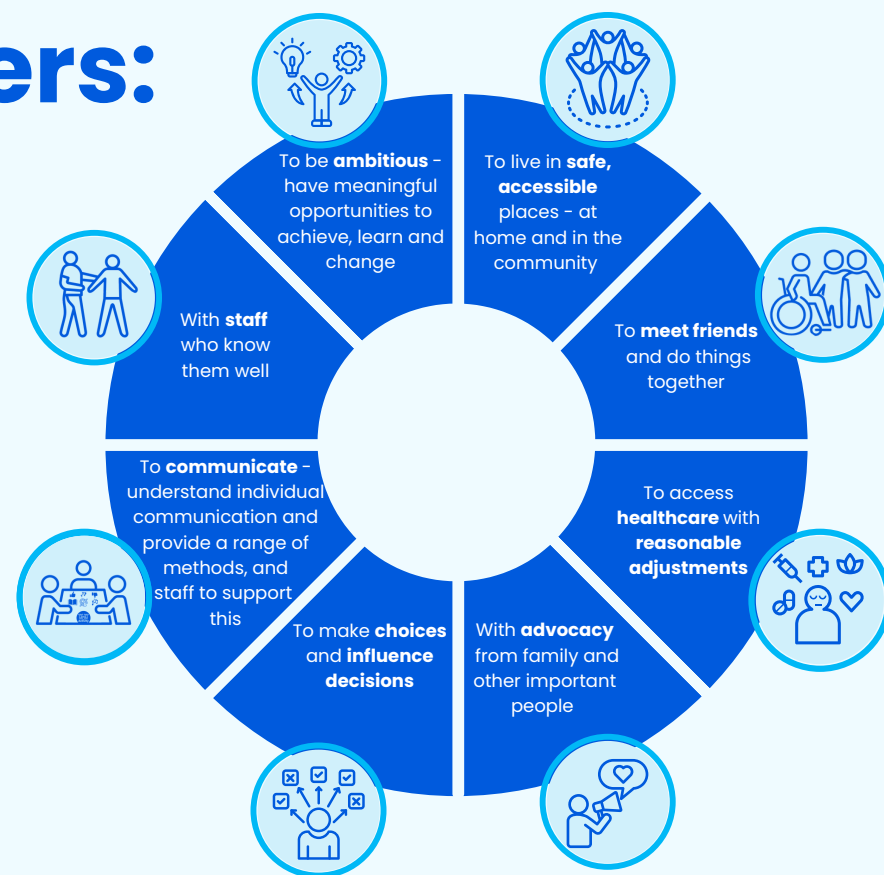 ers:
To be ambitious -
have meaningful
opportunities to
achieve, learn and
change
To live in safe,
accessible
places - at
home and in the
community
To meet friends
and do things
together
To access
healthcare with
reasonable
adjustments
With advocacy
from family and
other important
people
To make choices
and influence
decisions
To communicate -
understand individual
communication and
provide a range of
methods, and
staff to support
this
With staff
who know
them well